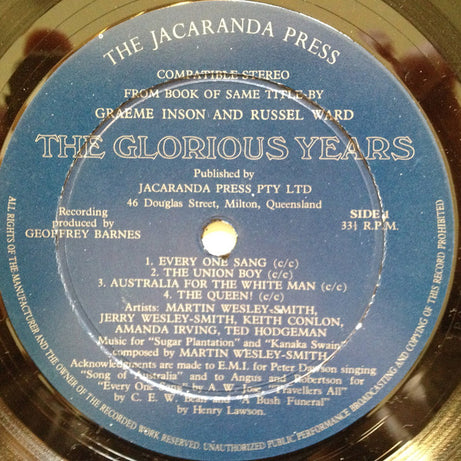 THE JACARANDA PRESS
COMPATIBLE STEREO
FROM BOOK OF SAME TITLE BY
GRAEME INSON AND RUSSEL WARD
THE GLORIOUS YEARS
Published by
JACARANDA PRESS PTY LTD
46 Douglas Street, Milton, Queensland
Recording
produced by
GEOFFREY BARNES
SIDE 1
33⅓ R.P.M.
1. EVERY ONE SANG (c/c)
2. THE UNION BOY (c/c)
3. AUSTRALIA FOR THE WHITE MAN (c/c)
4. THE QUEEN! (c/c)
Artists: MARTIN WESLEY-SMITH,
JERRY WESLEY-SMITH, KEITH CONLON,
AMANDA IRVING, TED HODGEMAN
Music for "Sugar Plantation" and "Kanaka Swain"
composed by MARTIN WESLEY-SMITH
Acknowledgments are made to E.M.I. for Peter Dawson singing
"Song of Australia" and to Angus and Robertson for
"Every One Sang" by A. W. Jose, "Travellers All"
by C. E. W. Bean and "A Bush Funeral"
by Henry Lawson.
ALL RIGHTS OF THE MANUFACTURER AND THE OWNER OF THE RECORDED WORK RESERVED. UNAUTHORIZED PUBLIC PERFORMANCE BROADCASTING AND COPYING OF THIS RECORD PROHIBITED